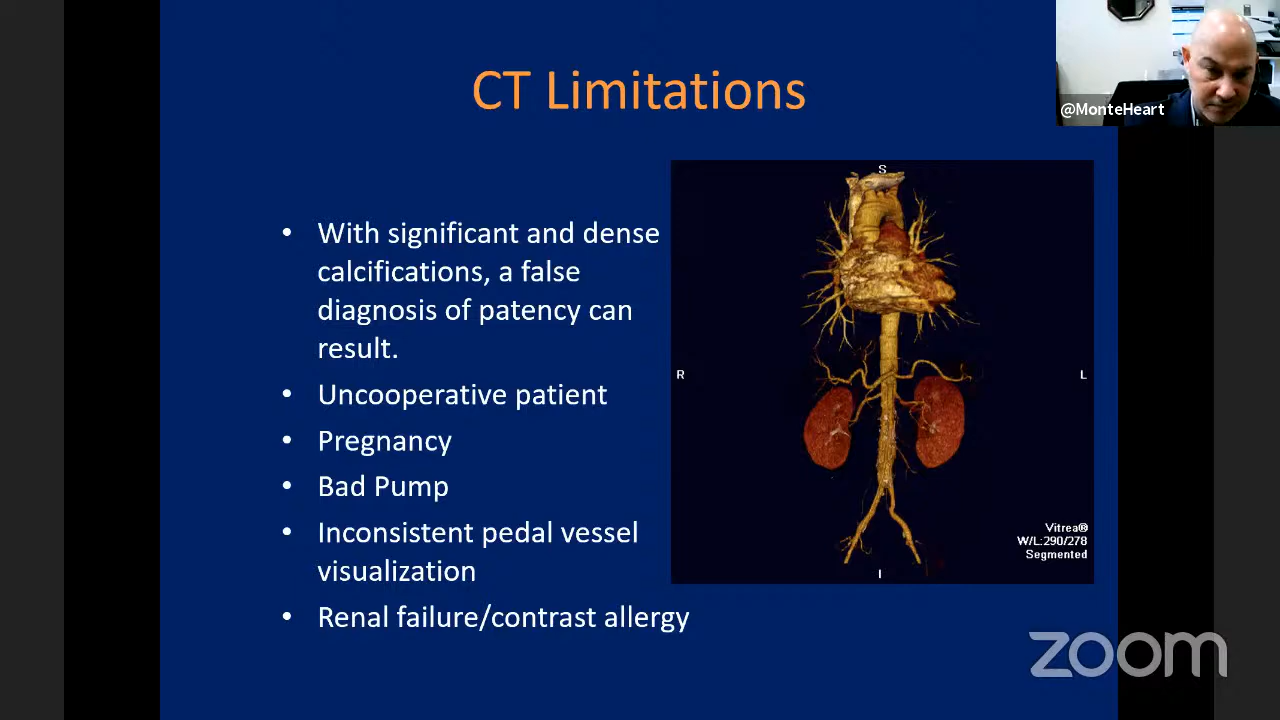 CT Limitations
@MonteHeart
• With significant and dense
calcifications, a false
diagnosis of patency can
result.
• Uncooperative patient
• Pregnancy
• Bad Pump
• Inconsistent pedal vessel
visualization
• Renal failure/contrast allergy
S
R
L
Vitrea®
W/L:290/278
Segmented
I
zoom